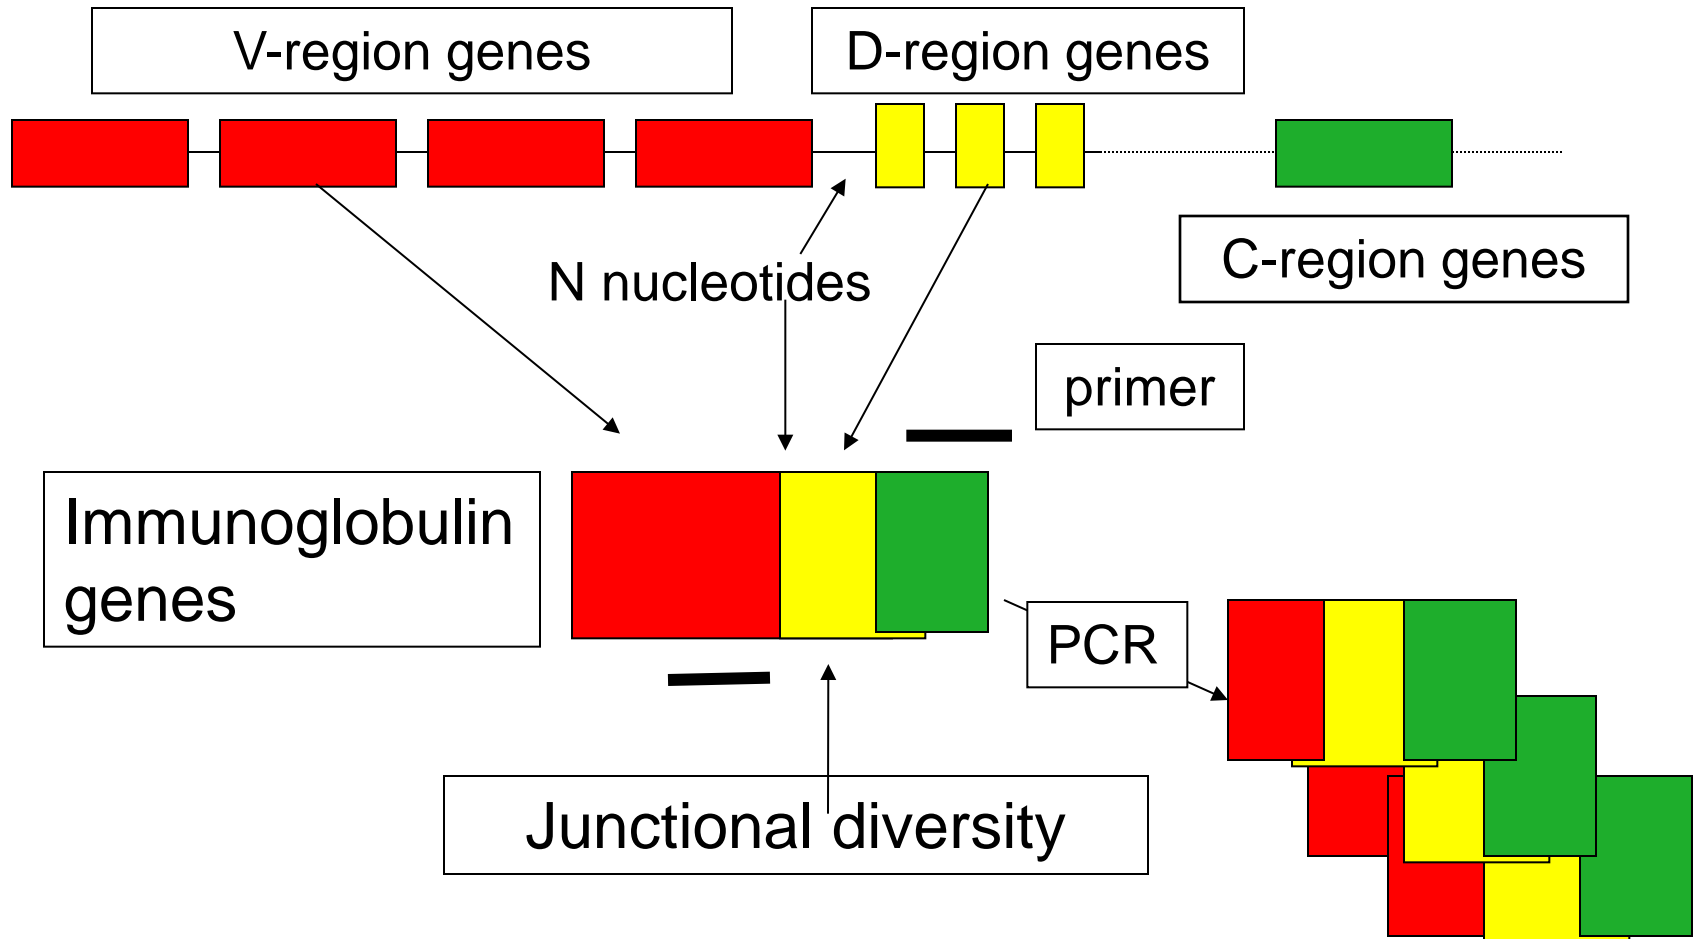 V-region genes
D-region genes
N nucleotides
C-region genes
primer
Immunoglobulin
genes
PCR
Junctional diversity